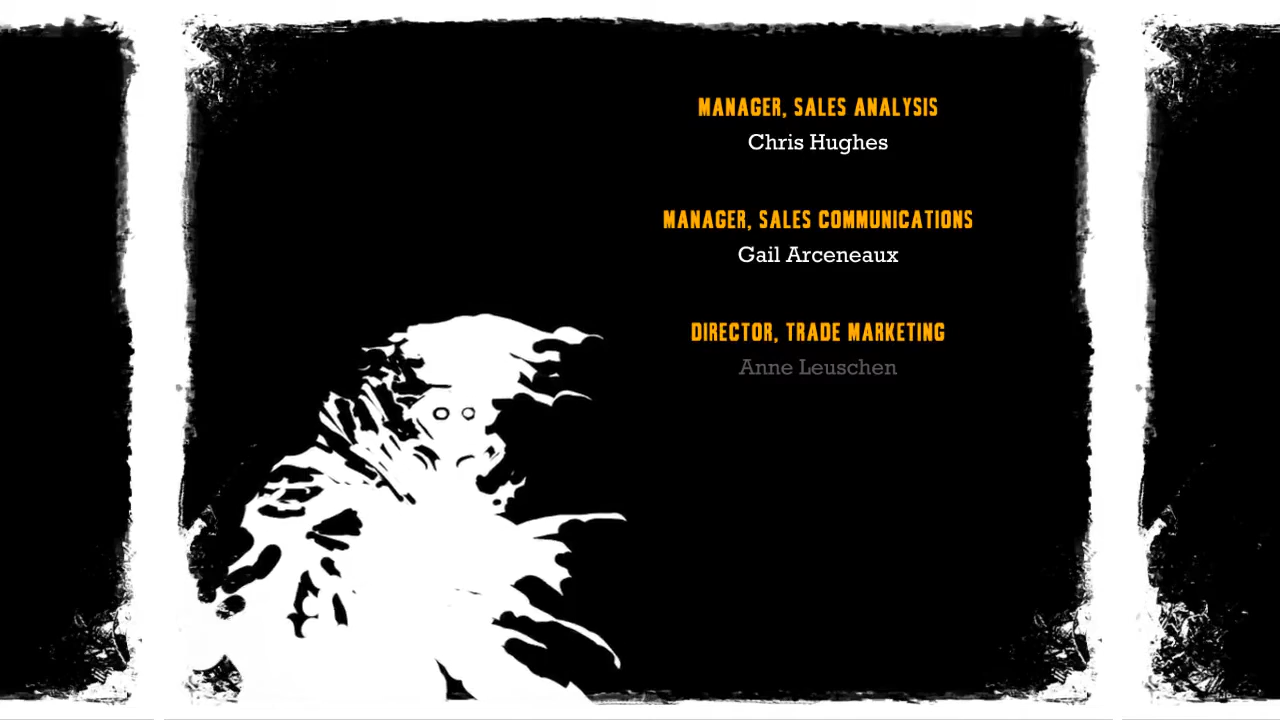 MANAGER, SALES ANALYSIS
Chris Hughes
MANAGER, SALES COMMUNICATIONS
Gail Arceneaux
DIRECTOR, TRADE MARKETING
Anne Leuschen